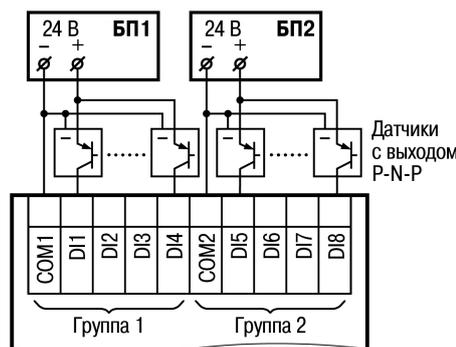 24 В БП1
– +
24 В БП2
– +
– –
– –
Датчики
с выходом
P-N-P
COM1 DI1 DI2 DI3 DI4 COM2 DI5 DI6 DI7 DI8
Группа 1
Группа 2